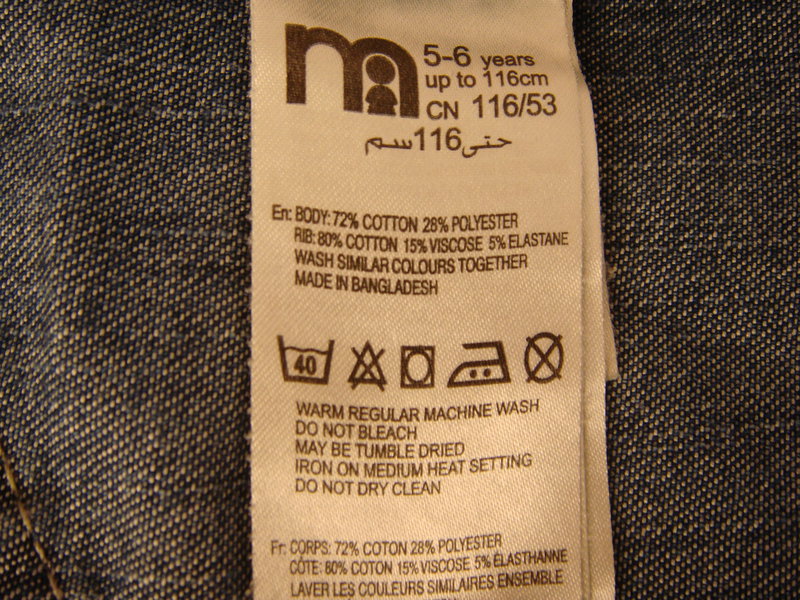 m
5-6 years
up to 116cm
CN 116/53
حتى 116سم
En: BODY: 72% COTTON 28% POLYESTER
RIB: 80% COTTON 15% VISCOSE 5% ELASTANE
WASH SIMILAR COLOURS TOGETHER
MADE IN BANGLADESH
40
WARM REGULAR MACHINE WASH
DO NOT BLEACH
MAY BE TUMBLE DRIED
IRON ON MEDIUM HEAT SETTING
DO NOT DRY CLEAN
Fr: CORPS: 72% COTON 28% POLYESTER
CÔTE: 80% COTON 15% VISCOSE 5% ÉLASTHANNE
LAVER LES COULEURS SIMILAIRES ENSEMBLE